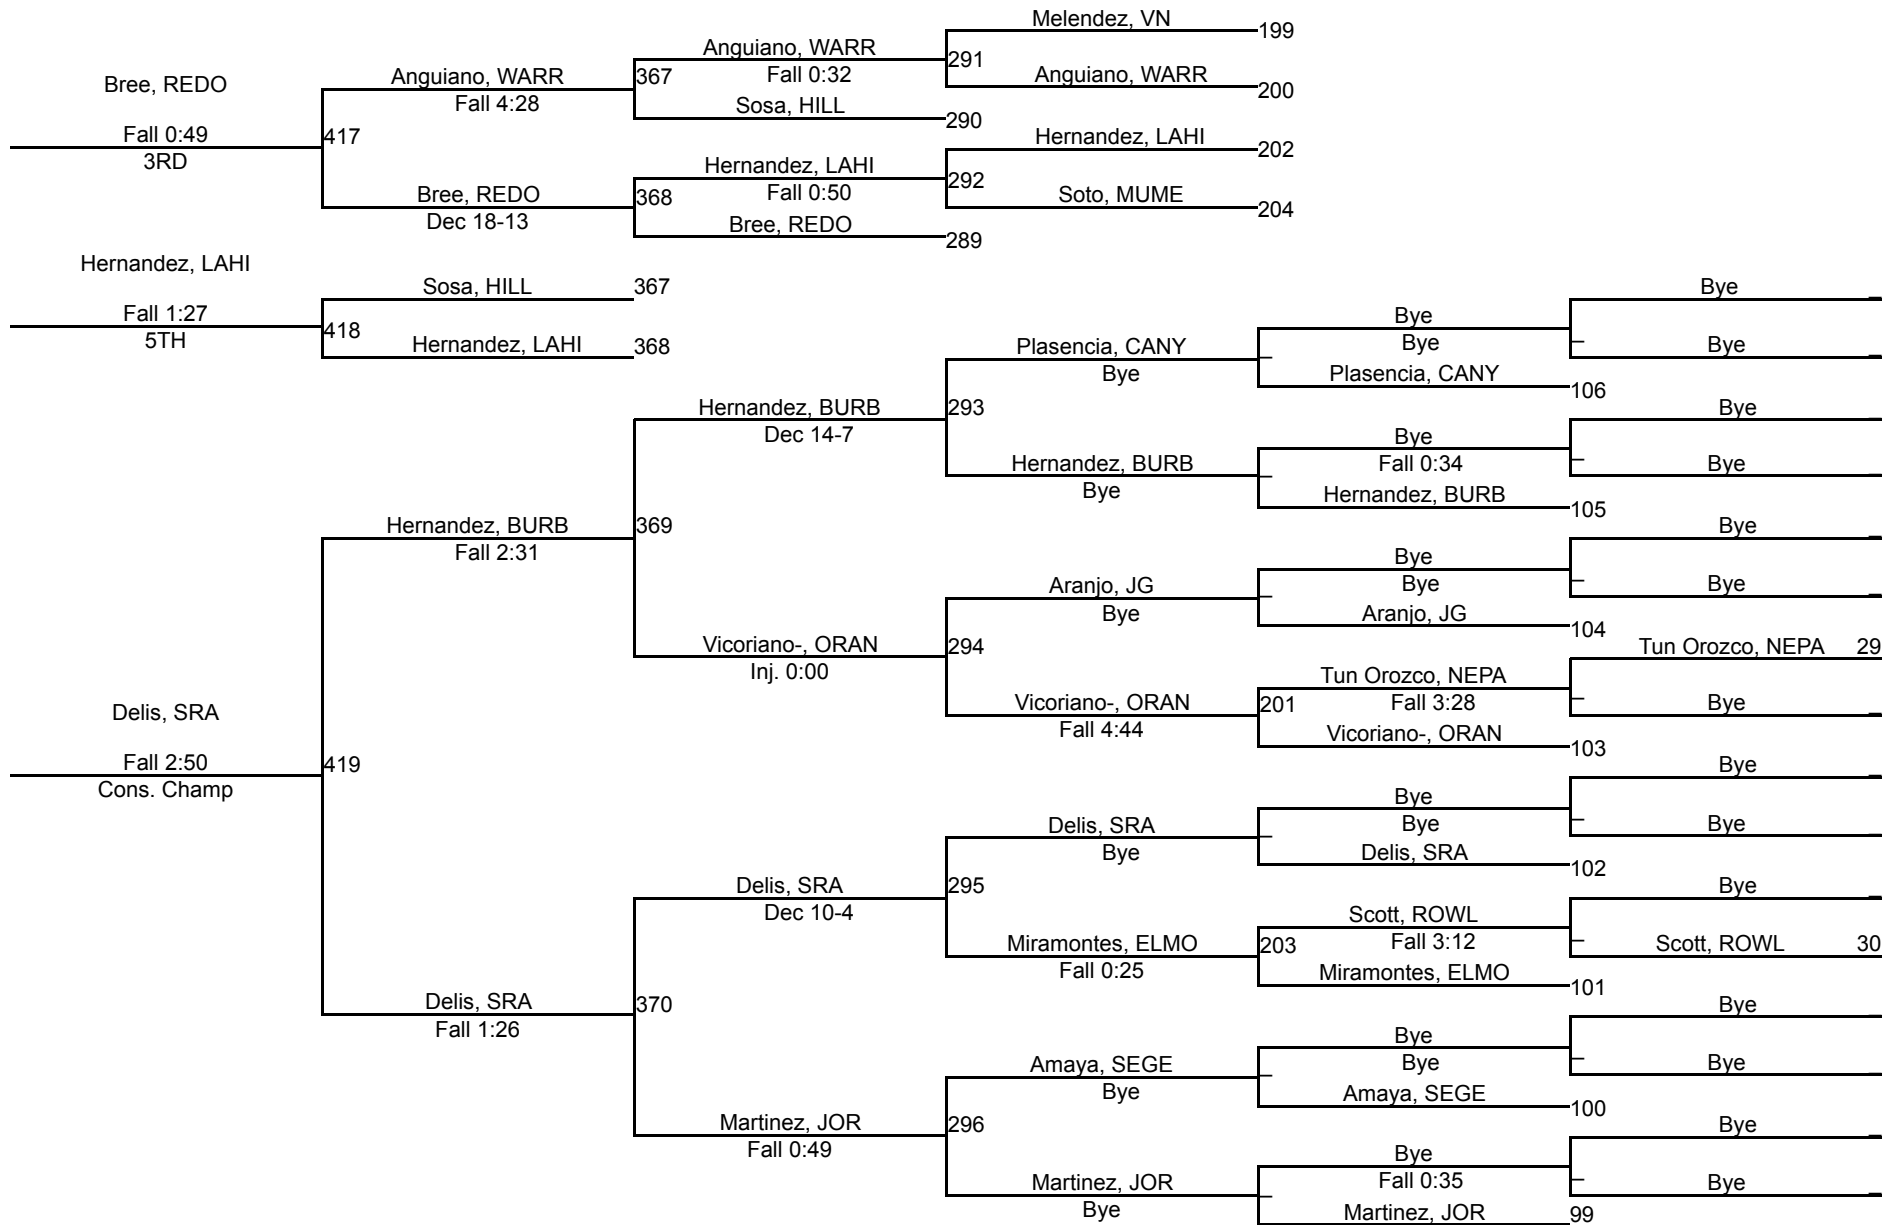 Melendez, VN
199
Anguiano, WARR
291
Bree, REDO
Anguiano, WARR
367
Fall 0:32
Anguiano, WARR
200
Fall 4:28
Sosa, HILL
290
Fall 0:49
417
Hernandez, LAHI
202
3RD
Hernandez, LAHI
292
Bree, REDO
368
Fall 0:50
Soto, MUME
204
Dec 18-13
Bree, REDO
289
Hernandez, LAHI
Sosa, HILL
367
Bye
Fall 1:27
418
Bye
5TH
Hernandez, LAHI
368
Plasencia, CANY
Bye
Bye
Bye
Plasencia, CANY
106
Hernandez, BURB
293
Bye
Dec 14-7
Bye
Hernandez, BURB
Fall 0:34
Bye
Bye
Hernandez, BURB
105
Hernandez, BURB
369
Bye
Fall 2:31
Bye
Aranjo, JG
Bye
Bye
Bye
Aranjo, JG
104
Vicoriano-, ORAN
294
Tun Orozco, NEPA
29
Inj. 0:00
Tun Orozco, NEPA
Vicoriano-, ORAN
201
Fall 3:28
Bye
Delis, SRA
Fall 4:44
Vicoriano-, ORAN
103
Fall 2:50
419
Bye
Cons. Champ
Bye
Delis, SRA
Bye
Bye
Bye
Delis, SRA
102
Delis, SRA
295
Bye
Dec 10-4
Scott, ROWL
Miramontes, ELMO
203
Fall 3:12
Scott, ROWL
30
Fall 0:25
Miramontes, ELMO
101
Delis, SRA
370
Bye
Fall 1:26
Bye
Amaya, SEGE
Bye
Bye
Bye
Amaya, SEGE
100
Martinez, JOR
296
Bye
Fall 0:49
Bye
Martinez, JOR
Fall 0:35
Bye
Bye
Martinez, JOR
99